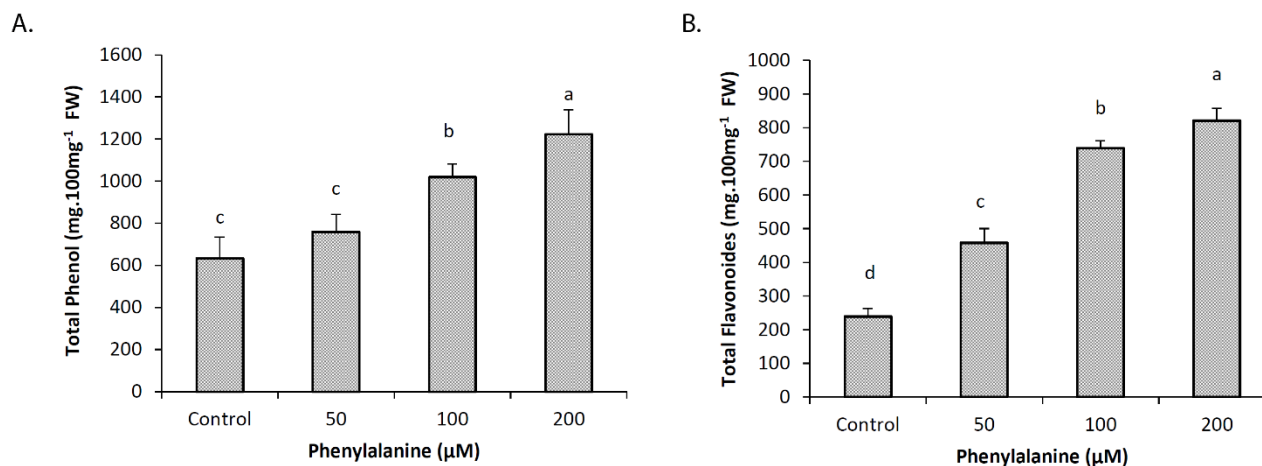 A.
Total Phenol (mg.100mg⁻¹ FW)
1600
1400
1200
1000
800
600
400
200
0
c
c
b
a
Control 50 100 200
Phenylalanine (µM)
B.
Total Flavonoides (mg.100mg⁻¹ FW)
1000
900
800
700
600
500
400
300
200
100
0
d
c
b
a
Control 50 100 200
Phenylalanine (µM)